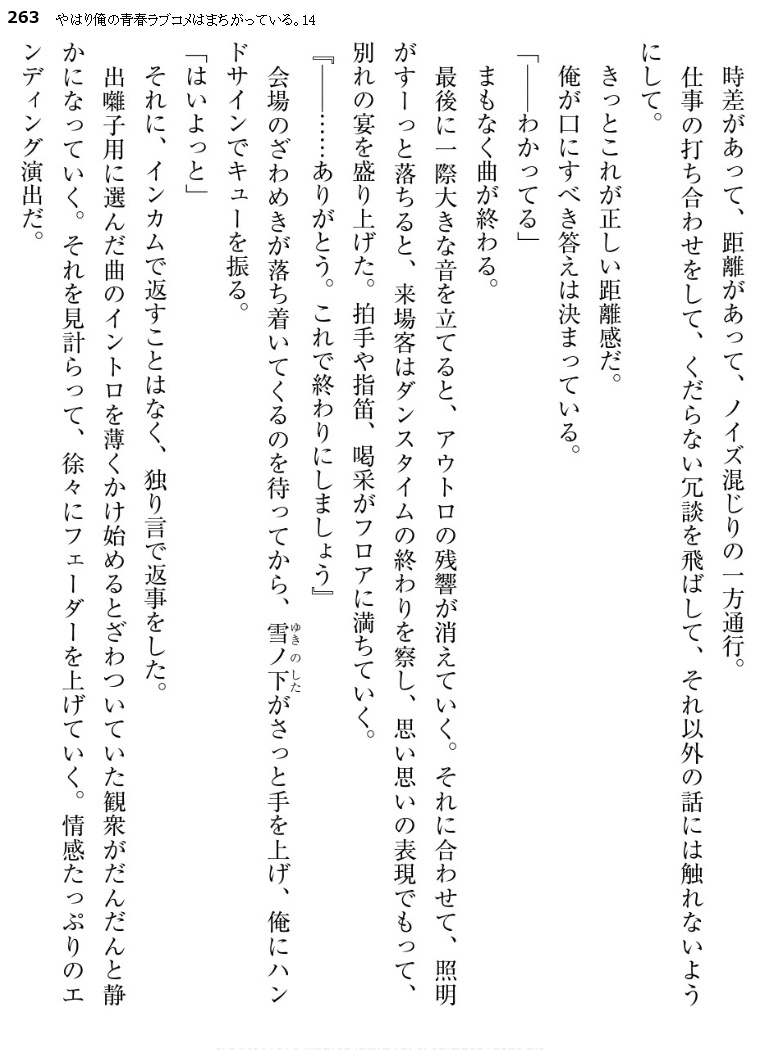 263 やはり俺の青春ラブコメはまちがっている。14
時差があって、距離があって、ノイズ混じりの一方通行。
仕事の打ち合わせをして、くだらない冗談を飛ばして、それ以外の話には触れないよう
にして。
きっとこれが正しい距離感だ。
俺が口にすべき答えは決まっている。
「――わかってる」
まもなく曲が終わる。
最後に一際大きな音を立てると、アウトロの残響が消えていく。それに合わせて、照明
がすーっと落ちると、来場客はダンスタイムの終わりを察し、思い思いの表現でもって、
別れの宴を盛り上げた。拍手や指笛、喝采がフロアに満ちていく。
『――……ありがとう。これで終わりにしましょう』
会場のざわめきが落ち着いてくるのを待ってから、雪ノ下がさっと手を上げ、俺にハン
ゆきのした
ドサインでキューを振る。
「はいよっと」
それに、インカムで返すことはなく、独り言で返事をした。
出囃子用に選んだ曲のイントロを薄くかけ始めるとざわついていた観衆がだんだんと静
かになっていく。それを見計らって、徐々にフェーダーを上げていく。情感たっぷりのエ
ンディング演出だ。